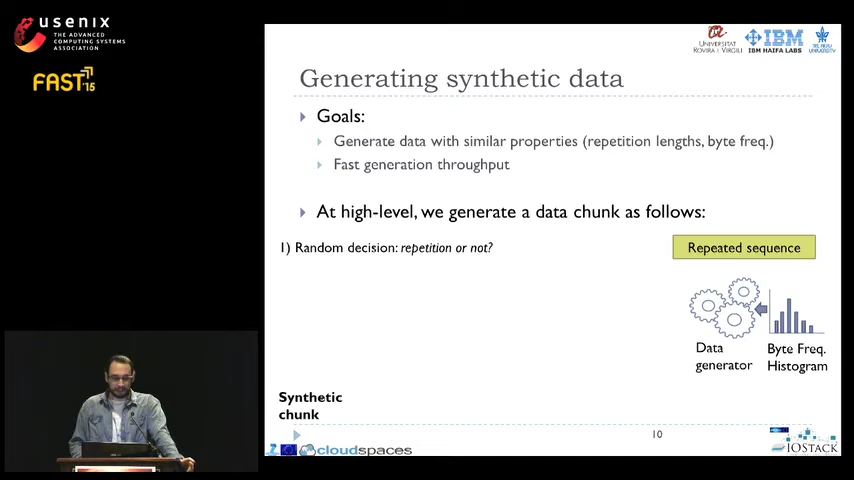 usenix
THE ADVANCED
COMPUTING SYSTEMS
ASSOCIATION
FAST '15
UNIVERSITAT
ROVIRA I VIRGILI
IBM
IBM HAIFA LABS
TEL AVIV
UNIVERSITY
Generating synthetic data
Goals:
Generate data with similar properties (repetition lengths, byte freq.)
Fast generation throughput
At high-level, we generate a data chunk as follows:
1) Random decision: repetition or not?
Repeated sequence
Data
generator
Byte Freq.
Histogram
Synthetic
chunk
10
cloudspaces
IOSTACK